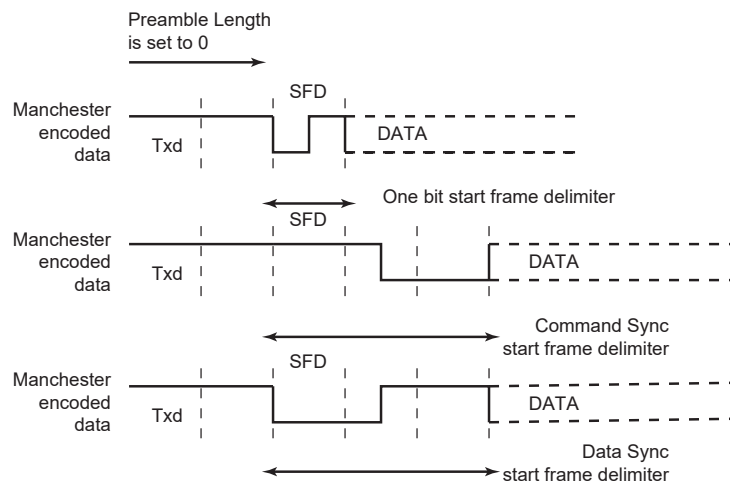 Preamble Length
is set to 0
SFD
Manchester
encoded
data
Txd
DATA
One bit start frame delimiter
SFD
Manchester
encoded
data
Txd
DATA
Command Sync
start frame delimiter
SFD
Manchester
encoded
data
Txd
DATA
Data Sync
start frame delimiter